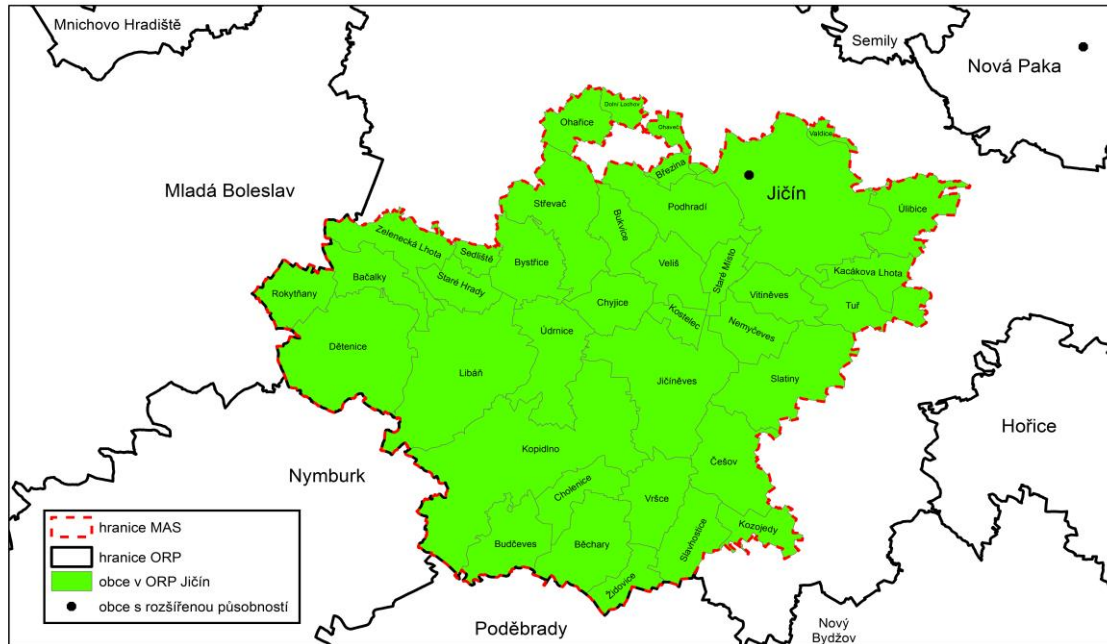 Mnichovo Hradiště
Semily
Nová Paka
Dolní Lochov
Ohařice
Ohaveč
Valdice
Březina
Mladá Boleslav
Jičín
Střevač
Podhradí
Úlibice
Bukvice
Zelenecká Lhota
Sedliště
Bystřice
Veliš
Staré Místo
Kacákova Lhota
Bačalky
Staré Hrady
Rokytňany
Chyjice
Vitiněves
Tuř
Kostelec
Nemyčeves
Údrnice
Dětenice
Libáň
Jičíněves
Slatiny
Hořice
Kopidlno
Češov
Nymburk
Cholenice
Vršce
Kozojedy
Slavhostice
Budčeves
Běchary
Židovice
Poděbrady
Nový
Bydžov
hranice MAS
hranice ORP
obce v ORP Jičín
obce s rozšířenou působností